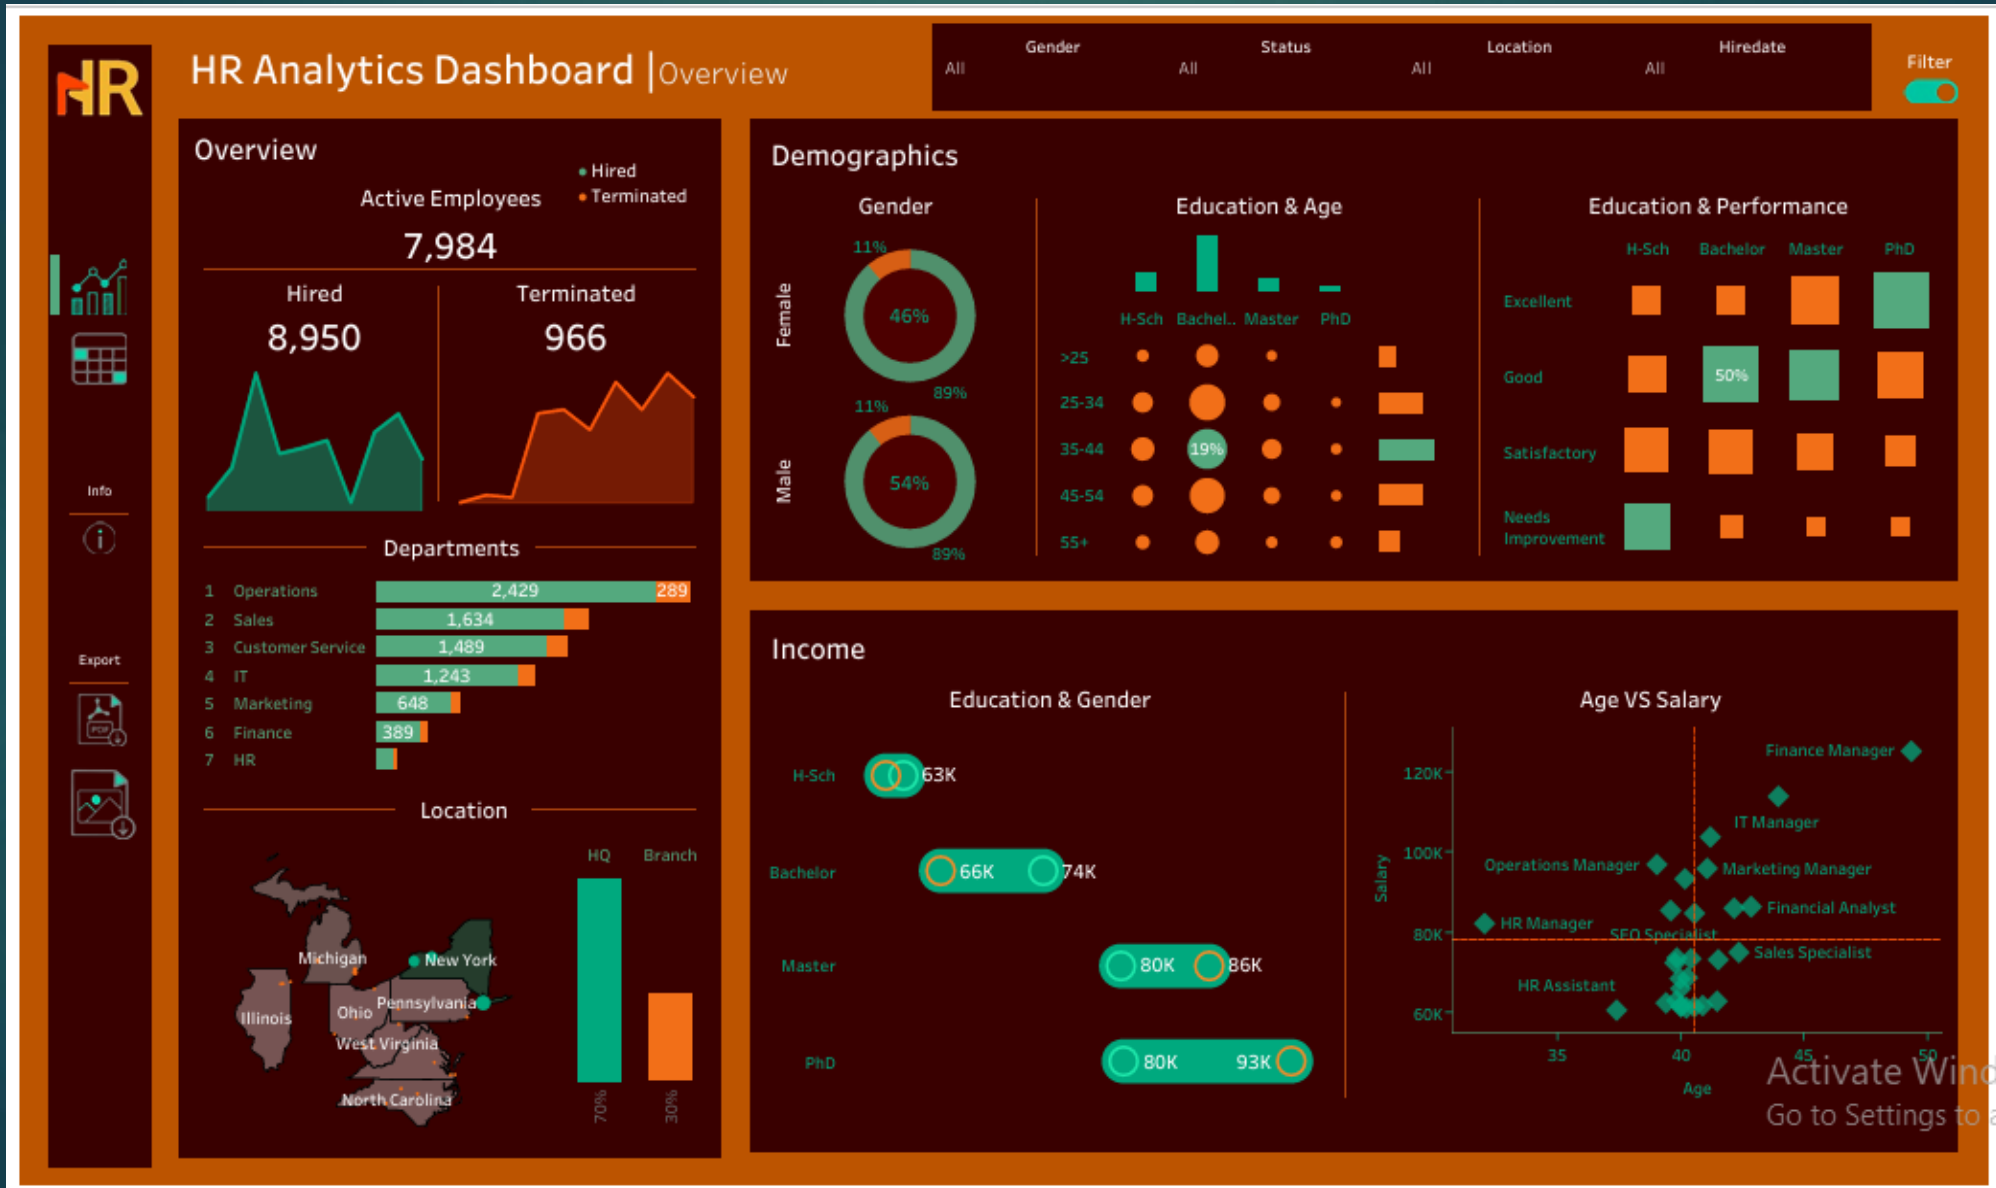 HR
HR Analytics Dashboard |Overview
Gender
All
Status
All
Location
All
Hiredate
All
Filter
Overview
Hired
Terminated
Active Employees
7,984
Hired
8,950
Terminated
966
Departments
1 Operations 2,429 289
2 Sales 1,634
3 Customer Service 1,489
4 IT 1,243
5 Marketing 648
6 Finance 389
7 HR
Location
HQ Branch
Michigan
New York
Illinois
Ohio
Pennsylvania
West Virginia
North Carolina
70% 30%
Info
Export
PDF
Demographics
Gender
Female
11%
46%
89%
Male
11%
54%
89%
Education & Age
H-Sch Bachel.. Master PhD
>25
25-34
35-44 19%
45-54
55+
Education & Performance
H-Sch Bachelor Master PhD
Excellent
Good 50%
Satisfactory
Needs
Improvement
Income
Education & Gender
H-Sch 63K
Bachelor 66K 74K
Master 80K 86K
PhD 80K 93K
Age VS Salary
Salary
120K
100K
80K
60K
Finance Manager
IT Manager
Operations Manager
Marketing Manager
Financial Analyst
HR Manager
SEO Specialist
Sales Specialist
HR Assistant
35 40 45 50
Age
Activate Wind
Go to Settings to a